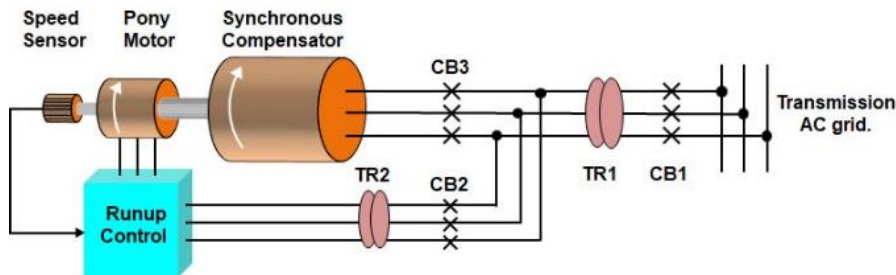 Speed
Sensor
Pony
Motor
Synchronous
Compensator
CB3
Transmission
AC grid.
TR2
CB2
TR1
CB1
Runup
Control